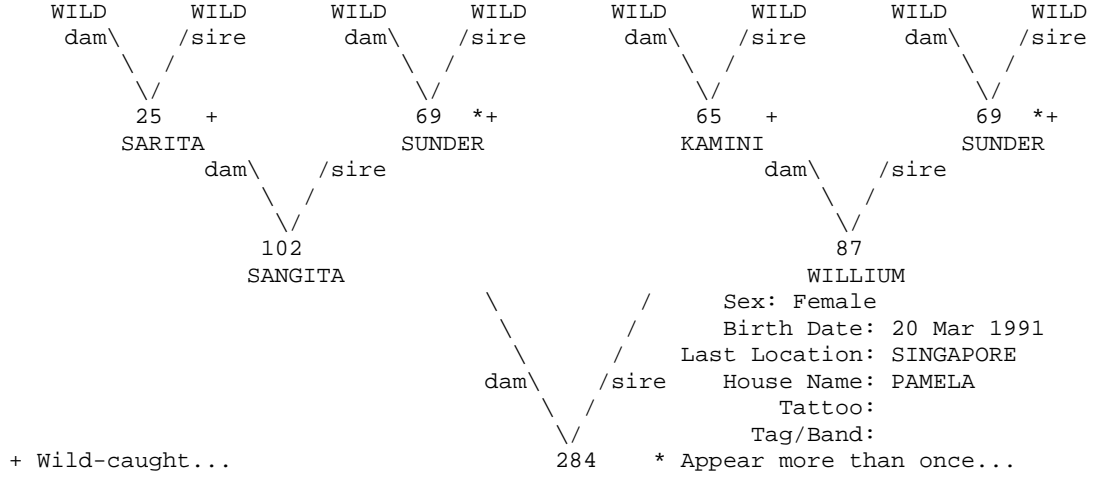 WILD WILD WILD WILD WILD WILD WILD WILD
dam\ /sire dam\ /sire dam\ /sire dam\ /sire
\ / \ / \ / \ /
\/ \/ \/ \/
25 + 69 *+ 65 + 69 *+
SARITA SUNDER KAMINI SUNDER
dam\ /sire dam\ /sire
\ / \ /
\/ \/
102 87
SANGITA WILLIUM
\ / Sex: Female
\ / Birth Date: 20 Mar 1991
\ / Last Location: SINGAPORE
dam\ /sire House Name: PAMELA
\ / Tattoo:
\/ Tag/Band:
+ Wild-caught... 284 * Appear more than once...